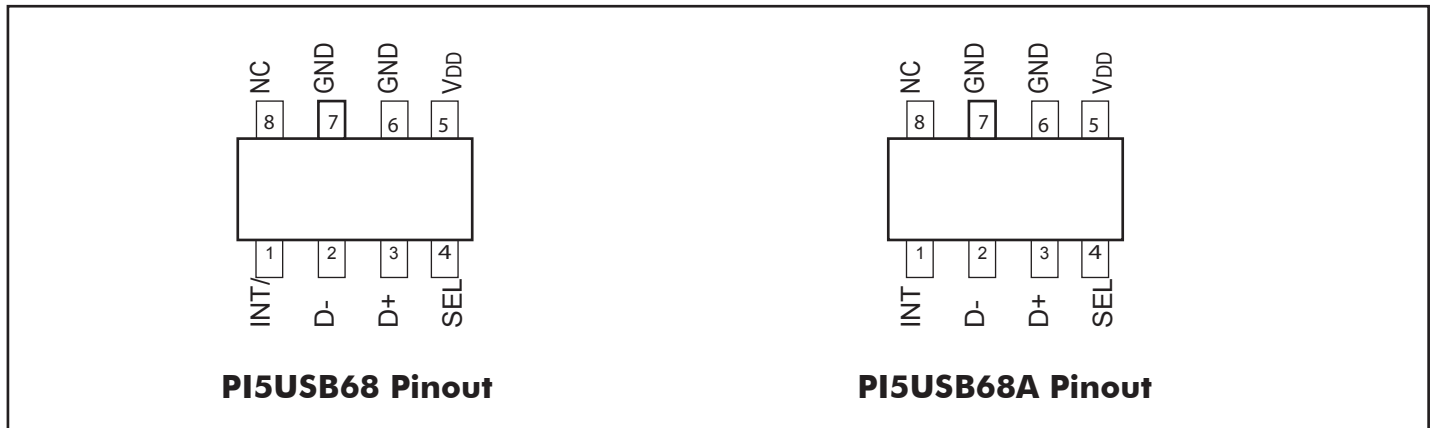 NC GND GND VDD NC GND GND VDD
8 7 6 5 8 7 6 5
1 2 3 4 1 2 3 4
INT/ D- D+ SEL INT D- D+ SEL
PI5USB68 Pinout PI5USB68A Pinout